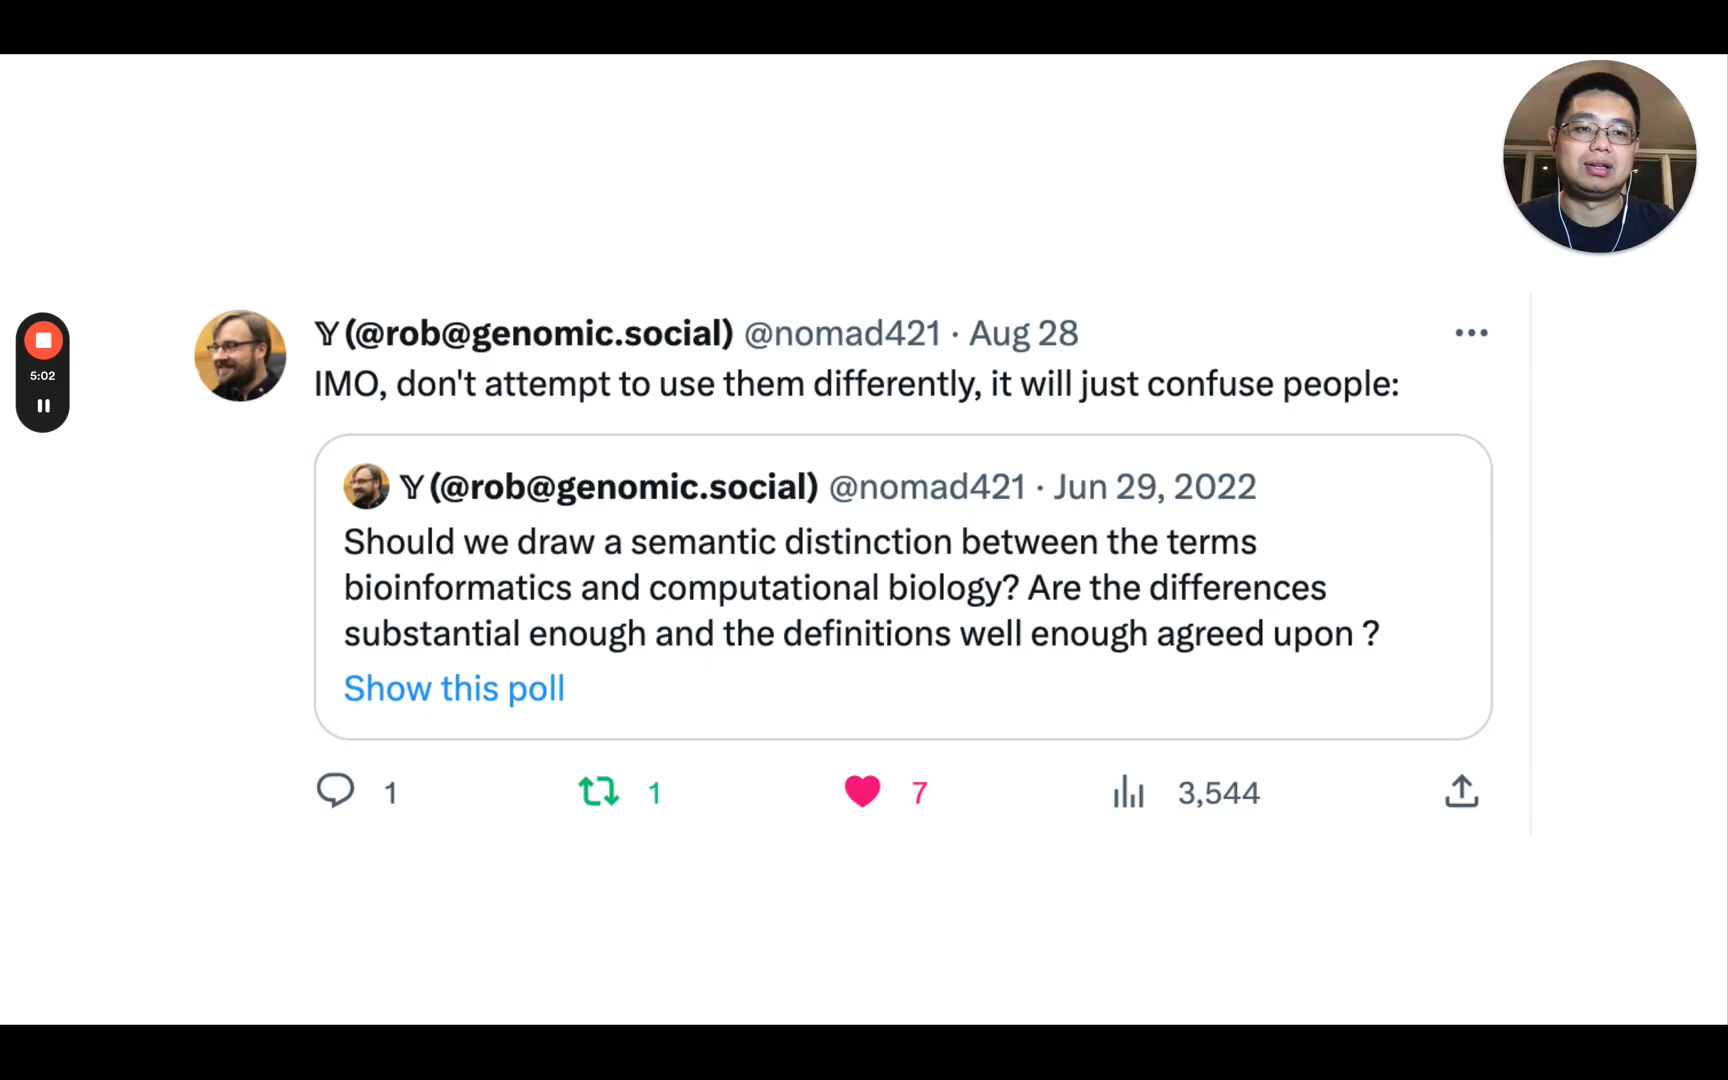 5:02
𝕐(@rob@genomic.social) @nomad421 · Aug 28
IMO, don't attempt to use them differently, it will just confuse people:
𝕐(@rob@genomic.social) @nomad421 · Jun 29, 2022
Should we draw a semantic distinction between the terms
bioinformatics and computational biology? Are the differences
substantial enough and the definitions well enough agreed upon ?
Show this poll
1 1 7 3,544